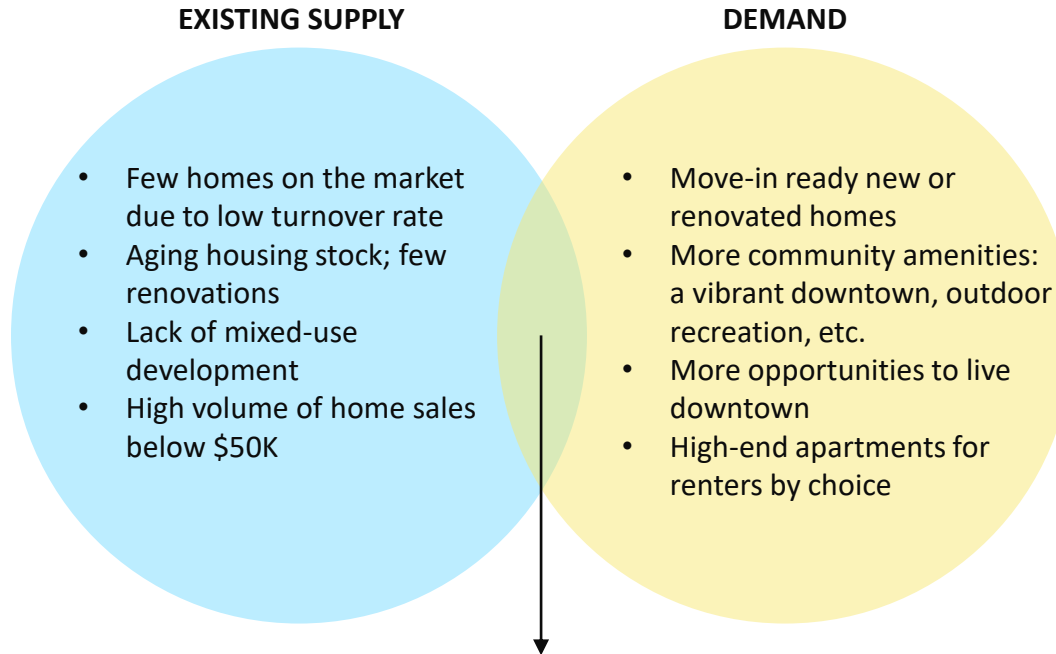 EXISTING SUPPLY
• Few homes on the market
due to low turnover rate
• Aging housing stock; few
renovations
• Lack of mixed-use
development
• High volume of home sales
below $50K
DEMAND
• Move-in ready new or
renovated homes
• More community amenities:
a vibrant downtown, outdoor
recreation, etc.
• More opportunities to live
downtown
• High-end apartments for
renters by choice